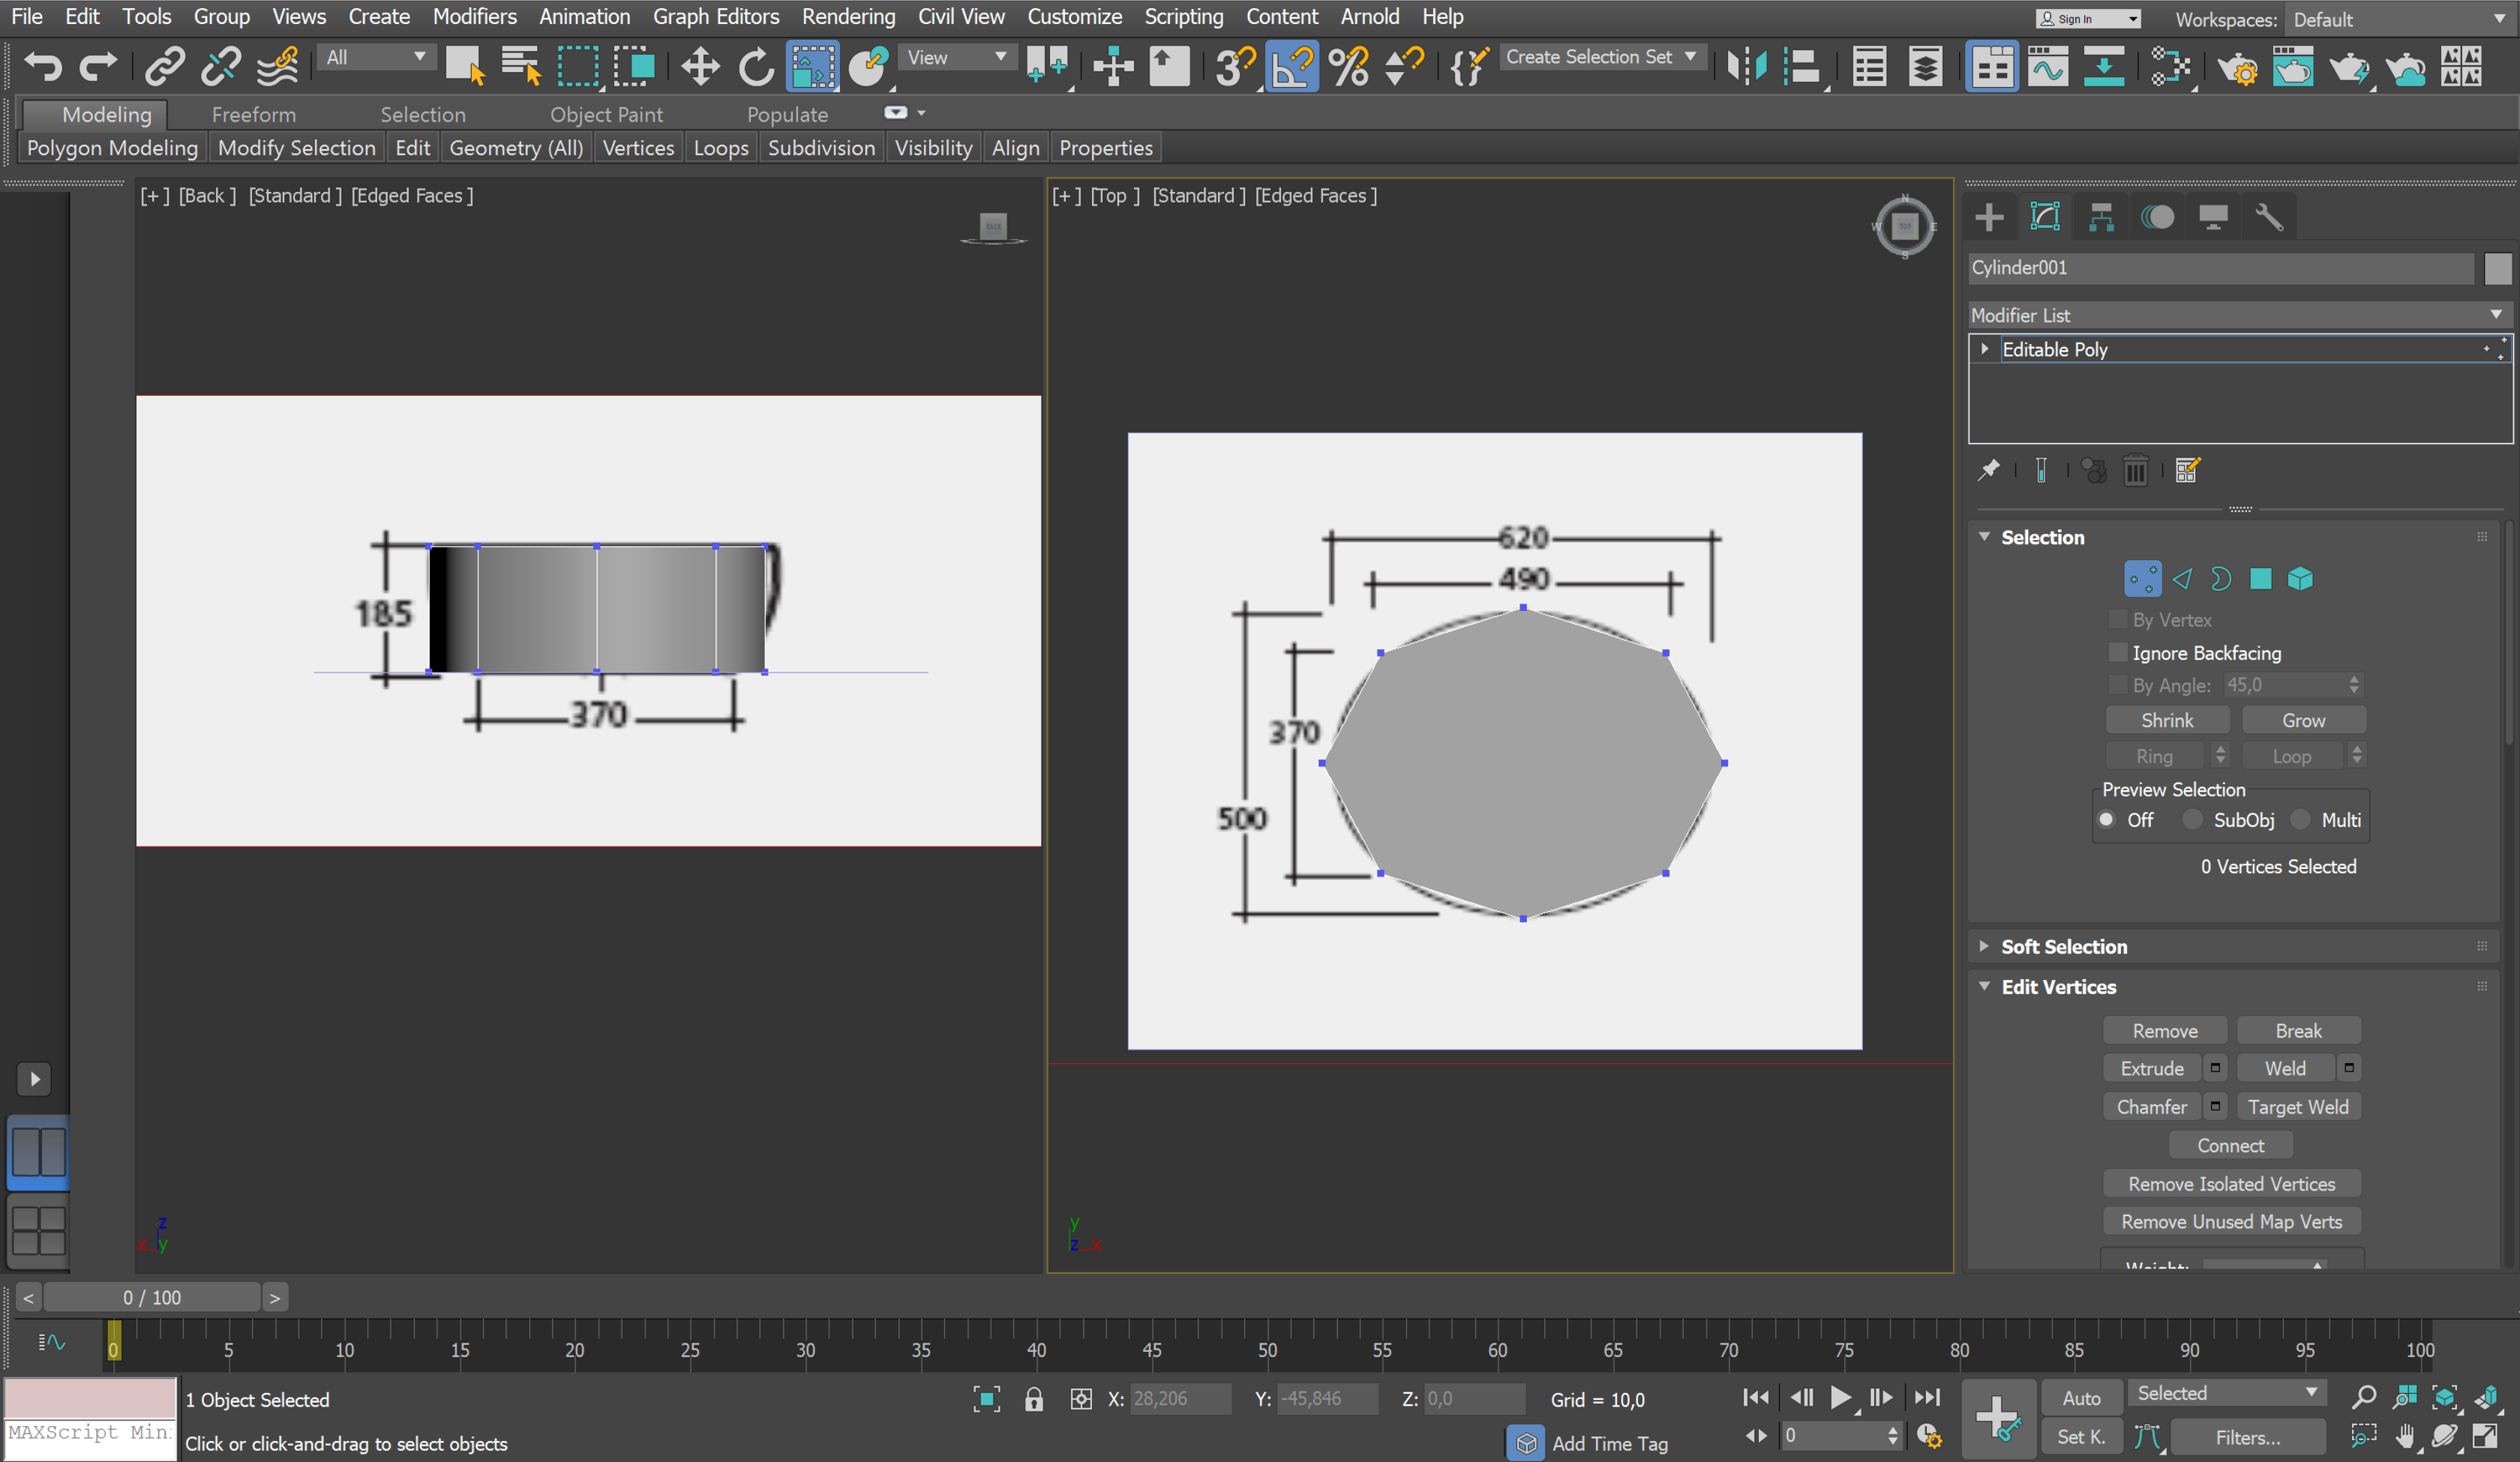 File Edit Tools Group Views Create Modifiers Animation Graph Editors Rendering Civil View Customize Scripting Content Arnold Help
Sign In Workspaces: Default
All View Create Selection Set
Modeling Freeform Selection Object Paint Populate
Polygon Modeling Modify Selection Edit Geometry (All) Vertices Loops Subdivision Visibility Align Properties
[+] [Back] [Standard] [Edged Faces]
BACK
185
370
z
x y
[+] [Top] [Standard] [Edged Faces]
N
W TOP E
S
620
490
370
500
y
z x
Cylinder001
Modifier List
Editable Poly
Selection
By Vertex
Ignore Backfacing
By Angle: 45,0
Shrink Grow
Ring Loop
Preview Selection
Off SubObj Multi
0 Vertices Selected
Soft Selection
Edit Vertices
Remove Break
Extrude Weld
Chamfer Target Weld
Connect
Remove Isolated Vertices
Remove Unused Map Verts
< 0 / 100 >
0 5 10 15 20 25 30 35 40 45 50 55 60 65 70 75 80 85 90 95 100
1 Object Selected X: 28,206 Y: -45,846 Z: 0,0 Grid = 10,0 Auto Selected
MAXScript Min
Click or click-and-drag to select objects Add Time Tag 0 Set K. Filters...